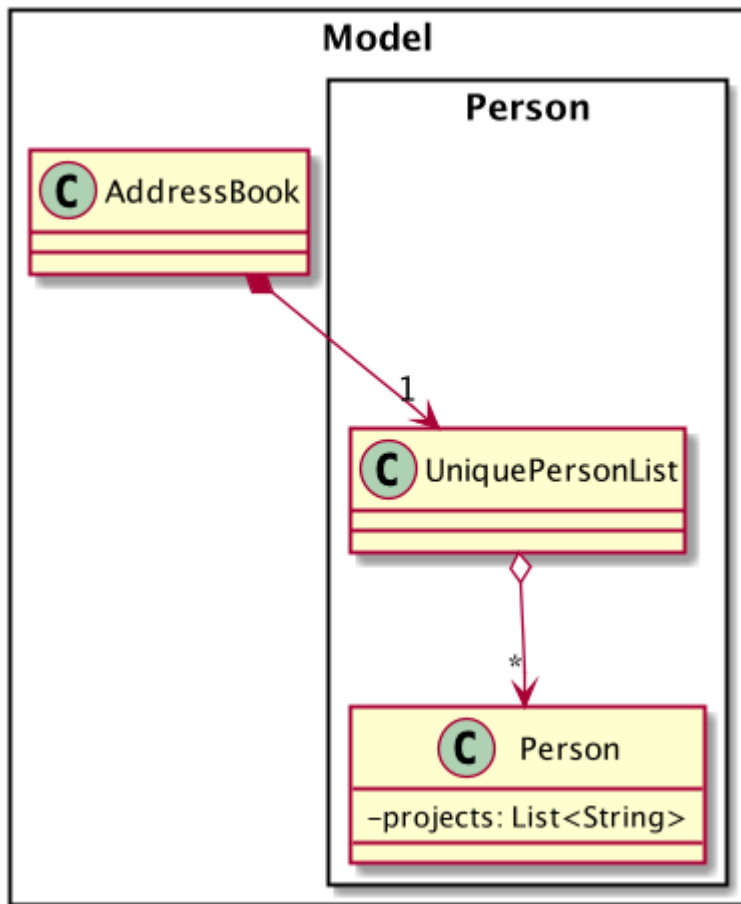 Model
Person
C AddressBook
1
C UniquePersonList
*
C Person
–projects: List<String>